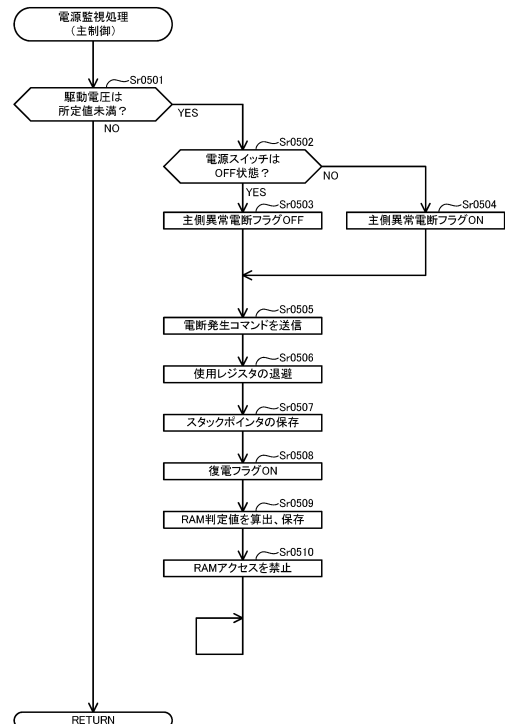 電源監視処理
(主制御)
Sr0501
駆動電圧は
所定値未満？
YES
NO
Sr0502
電源スイッチは
OFF状態？
NO
YES
Sr0503
主側異常電断フラグOFF
Sr0504
主側異常電断フラグON
Sr0505
電断発生コマンドを送信
Sr0506
使用レジスタの退避
Sr0507
スタックポインタの保存
Sr0508
復電フラグON
Sr0509
RAM判定値を算出、保存
Sr0510
RAMアクセスを禁止
RETURN